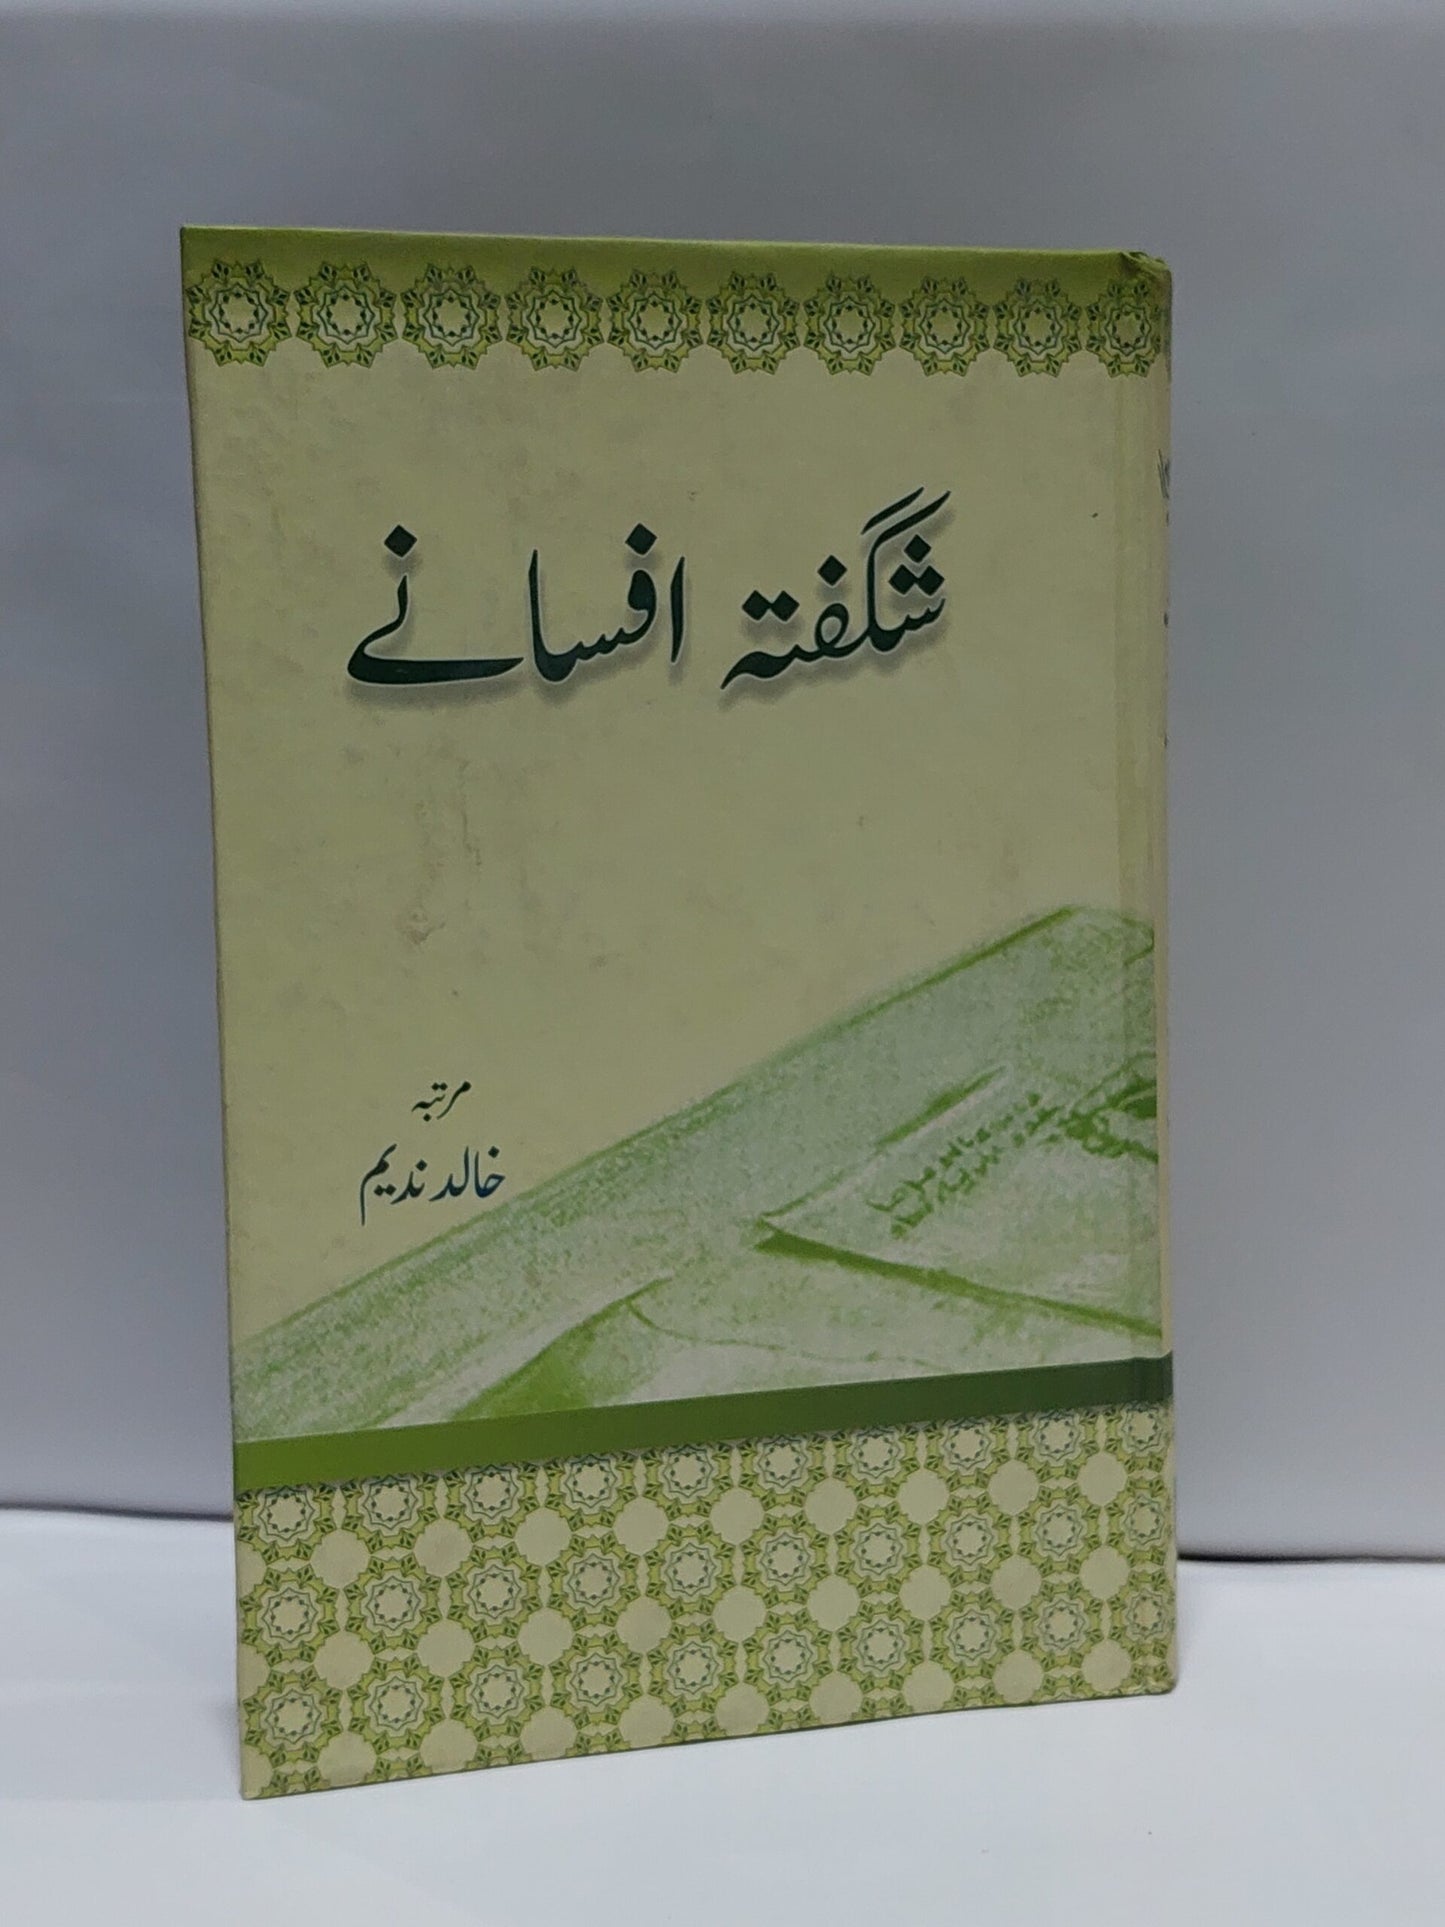 شگفتہ افسانے
مرتبہ
خالد ندیم